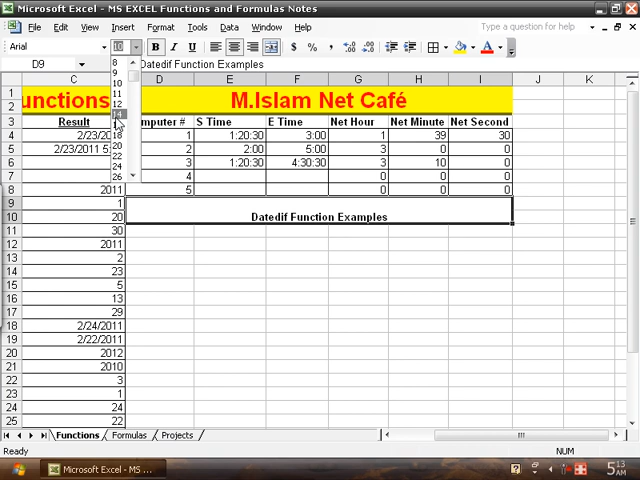 Microsoft Excel - MS EXCEL Functions and Formulas Notes
File Edit View Insert Format Tools Data Window Help Type a question for help
Arial 10 B I U $ % , A
D9 Datedif Function Examples
C D E F G H I J K
1 unctions M.Islam Net Café
2
3 Result mputer # S Time E Time Net Hour Net Minute Net Second
4 2/23/20 1 1:20:30 3:00 1 39 30
5 2/23/2011 5: 2 2:00 5:00 3 0 0
6 3 1:20:30 4:30:30 3 10 0
7 4 0 0 0
8 2011 5 0 0 0
9 1
10 20 Datedif Function Examples
11 30
12 2011
13 2
14 23
15 5
16 13
17 29
18 2/24/2011
19 2/22/2011
20 2012
21 2010
22 3
23 1
24 24
25 22
8
9
10
11
12
14
18
20
22
24
26
Functions Formulas Projects
Ready NUM
Microsoft Excel - MS ... 5:13 AM